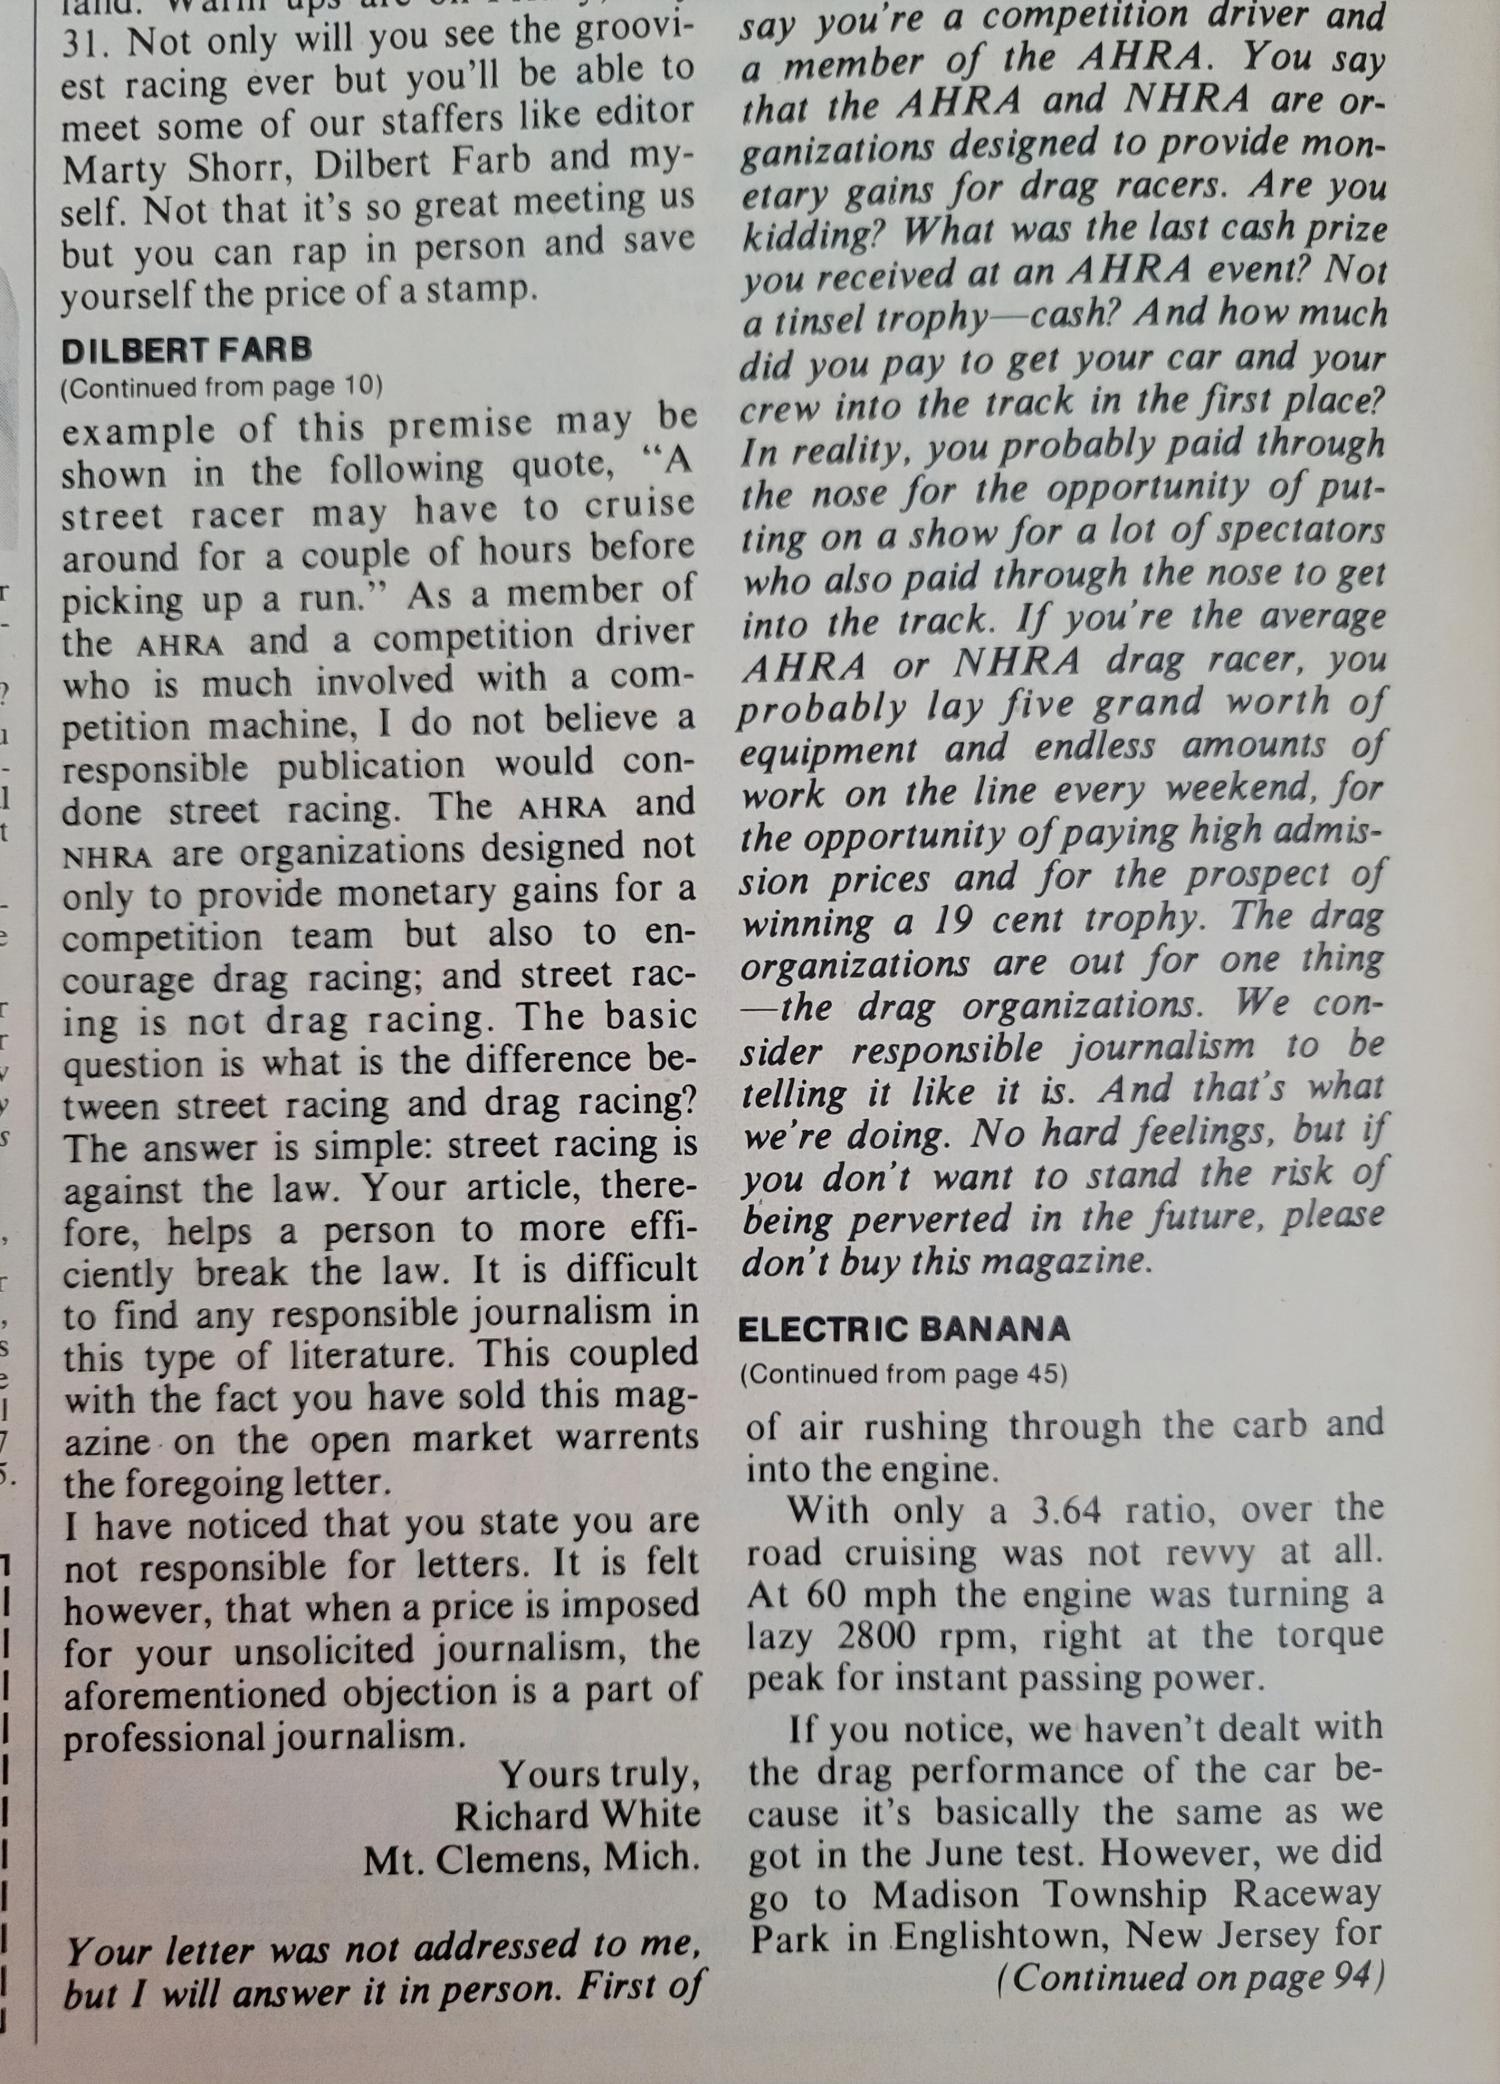 31. Not only will you see the groovi-
est racing ever but you'll be able to
meet some of our staffers like editor
Marty Shorr, Dilbert Farb and my-
self. Not that it's so great meeting us
but you can rap in person and save
yourself the price of a stamp.
DILBERT FARB
(Continued from page 10)
example of this premise may be
shown in the following quote, “A
street racer may have to cruise
around for a couple of hours before
picking up a run.” As a member of
the AHRA and a competition driver
who is much involved with a com-
petition machine, I do not believe a
responsible publication would con-
done street racing. The AHRA and
NHRA are organizations designed not
only to provide monetary gains for a
competition team but also to en-
courage drag racing; and street rac-
ing is not drag racing. The basic
question is what is the difference be-
tween street racing and drag racing?
The answer is simple: street racing is
against the law. Your article, there-
fore, helps a person to more effi-
ciently break the law. It is difficult
to find any responsible journalism in
this type of literature. This coupled
with the fact you have sold this mag-
azine on the open market warrents
the foregoing letter.
I have noticed that you state you are
not responsible for letters. It is felt
however, that when a price is imposed
for your unsolicited journalism, the
aforementioned objection is a part of
professional journalism.
Yours truly,
Richard White
Mt. Clemens, Mich.
Your letter was not addressed to me,
but I will answer it in person. First of
say you're a competition driver and
a member of the AHRA. You say
that the AHRA and NHRA are or-
ganizations designed to provide mon-
etary gains for drag racers. Are you
kidding? What was the last cash prize
you received at an AHRA event? Not
a tinsel trophy—cash? And how much
did you pay to get your car and your
crew into the track in the first place?
In reality, you probably paid through
the nose for the opportunity of put-
ting on a show for a lot of spectators
who also paid through the nose to get
into the track. If you're the average
AHRA or NHRA drag racer, you
probably lay five grand worth of
equipment and endless amounts of
work on the line every weekend, for
the opportunity of paying high admis-
sion prices and for the prospect of
winning a 19 cent trophy. The drag
organizations are out for one thing
—the drag organizations. We con-
sider responsible journalism to be
telling it like it is. And that's what
we're doing. No hard feelings, but if
you don't want to stand the risk of
being perverted in the future, please
don't buy this magazine.
ELECTRIC BANANA
(Continued from page 45)
of air rushing through the carb and
into the engine.
With only a 3.64 ratio, over the
road cruising was not revvy at all.
At 60 mph the engine was turning a
lazy 2800 rpm, right at the torque
peak for instant passing power.
If you notice, we haven't dealt with
the drag performance of the car be-
cause it's basically the same as we
got in the June test. However, we did
go to Madison Township Raceway
Park in Englishtown, New Jersey for
(Continued on page 94)